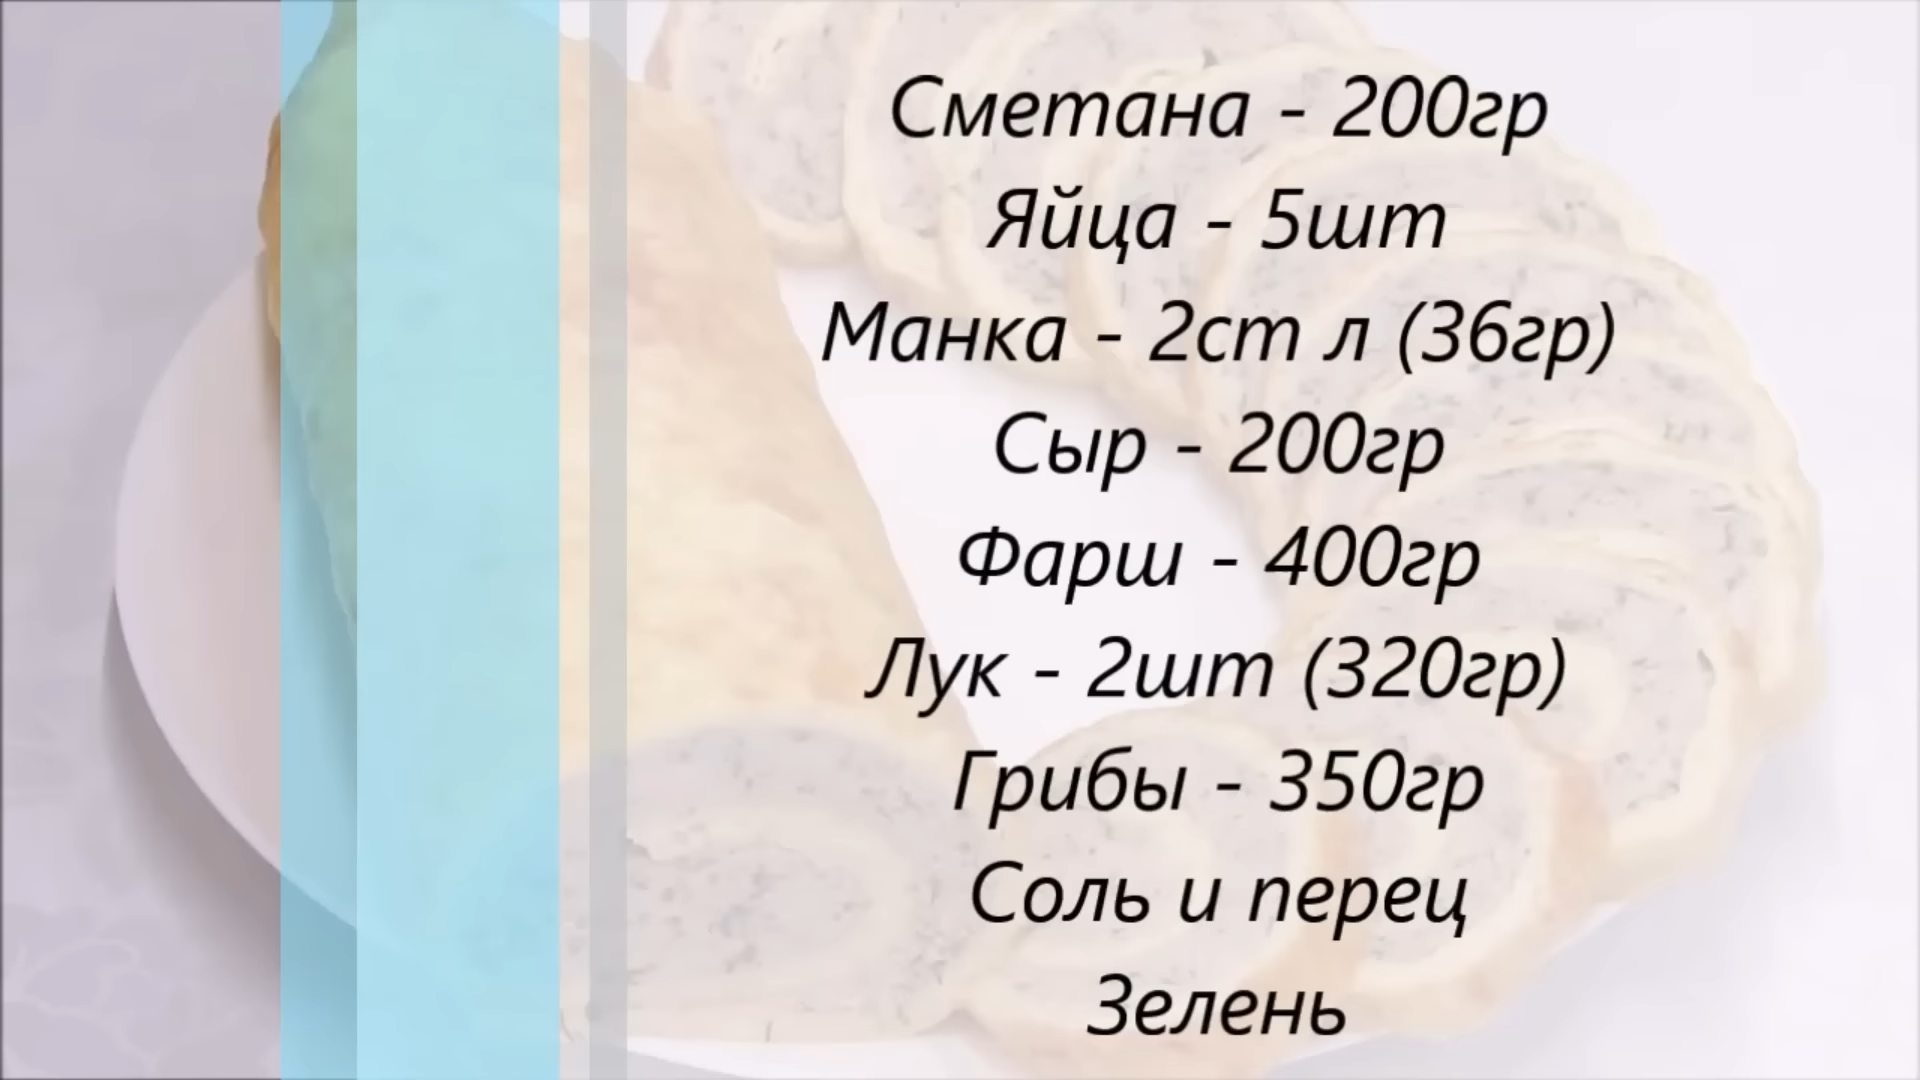 Сметана - 200гр
Яйца - 5шт
Манка - 2ст л (36гр)
Сыр - 200гр
Фарш - 400гр
Лук - 2шт (320гр)
Грибы - 350гр
Соль и перец
Зелень